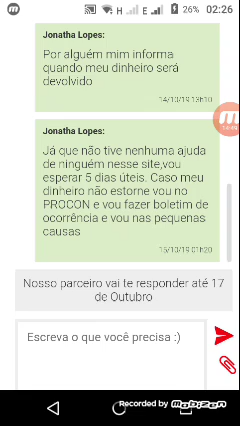 H E 26% 02:26
Jonatha Lopes:
Por alguém mim informa
quando meu dinheiro será
devolvido
14/10/19 13h10
14:49
Jonatha Lopes:
Já que não tive nenhuma ajuda
de ninguém nesse site,vou
esperar 5 dias úteis. Caso meu
dinheiro não estorne vou no
PROCON e vou fazer boletim de
ocorrência e vou nas pequenas
causas
15/10/19 01h20
Nosso parceiro vai te responder até 17
de Outubro
Escreva o que você precisa :)
Recorded by Mobizen